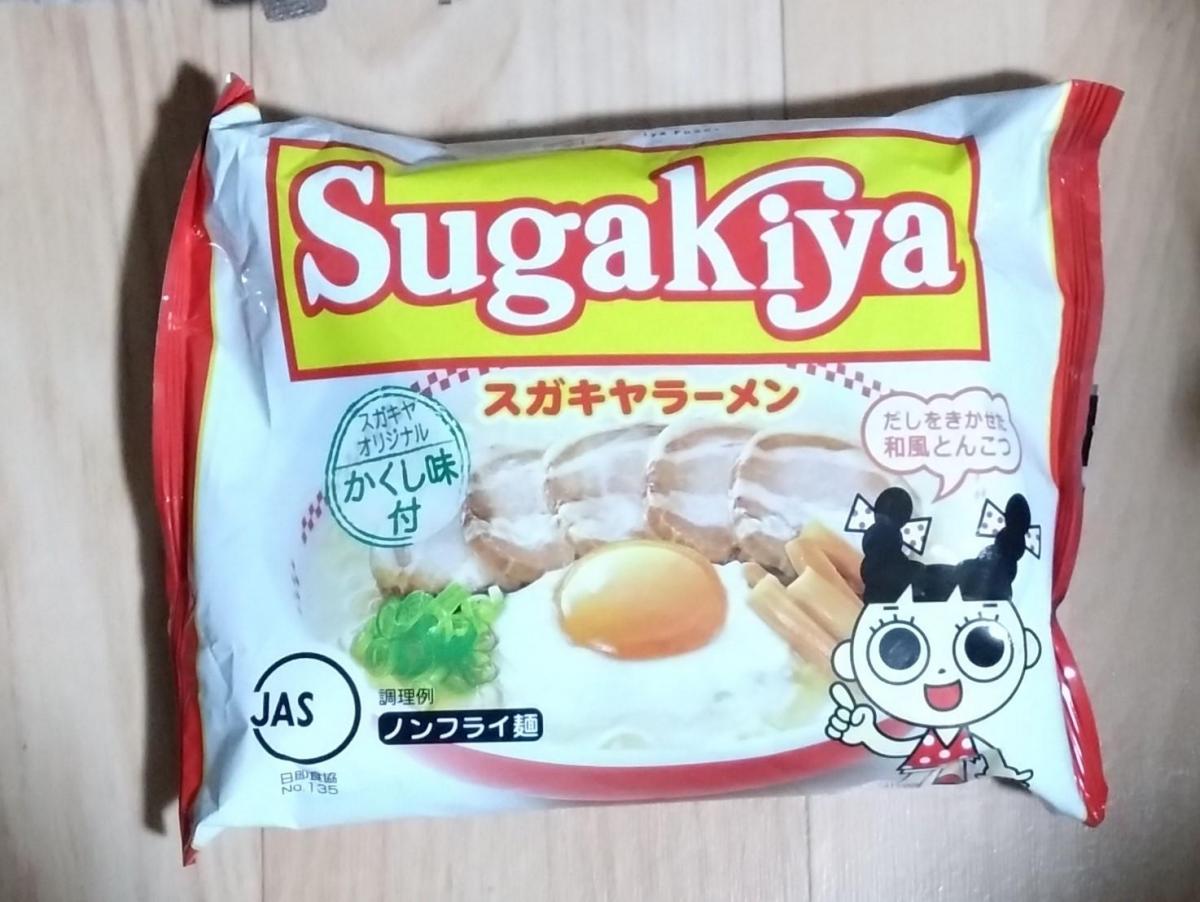 Sugakiya
スガキヤラーメン
スガキヤ
オリジナル
かくし味
付
だしをきかせた
和風とんこつ
JAS
日即食協
No.135
調理例
ノンフライ麺